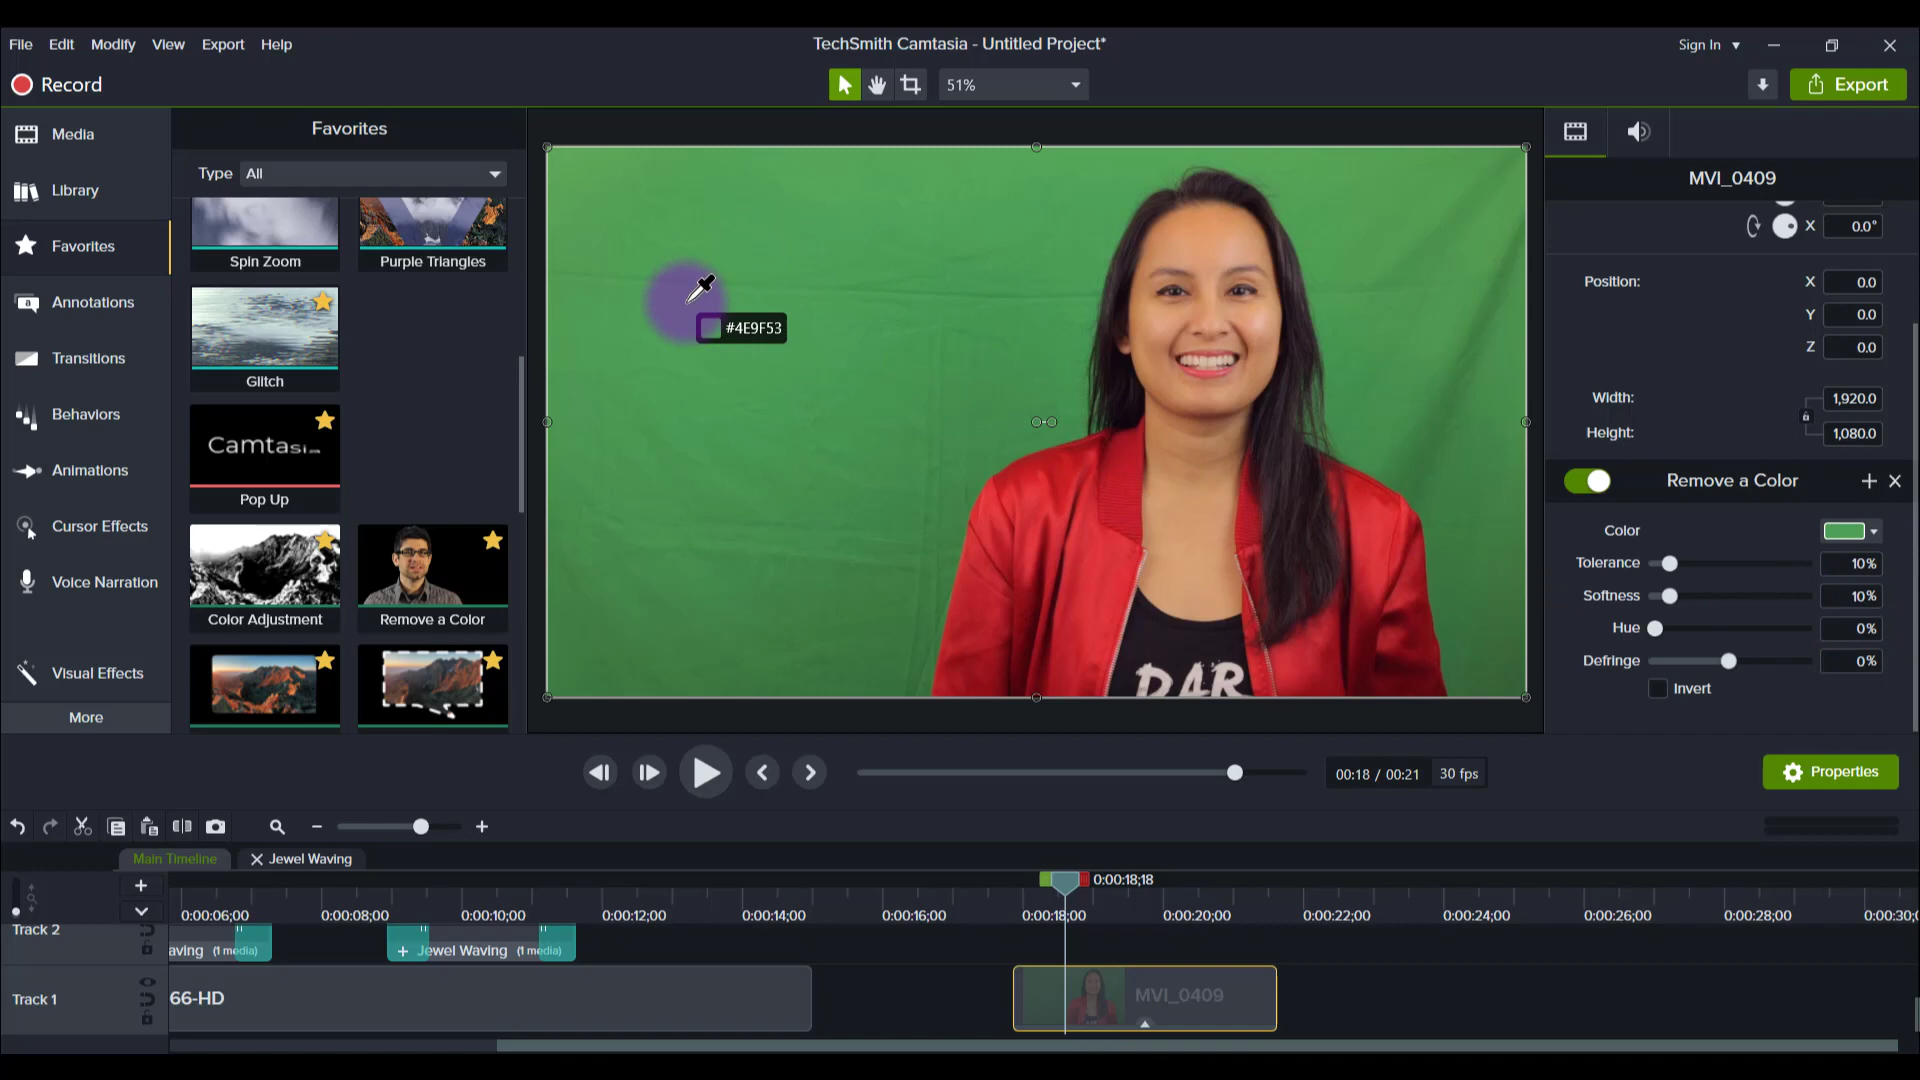 File Edit Modify View Export Help
TechSmith Camtasia - Untitled Project*
Sign In
Record
51%
Export
Media
Library
Favorites
Annotations
Transitions
Behaviors
Animations
Cursor Effects
Voice Narration
Visual Effects
More
Favorites
Type All
Spin Zoom
Purple Triangles
Glitch
Camtasia
Pop Up
Color Adjustment
Remove a Color
#4E9F53
DAR
MVI_0409
X 0.0°
Position: X 0.0
Y 0.0
Z 0.0
Width: 1,920.0
Height: 1,080.0
Remove a Color
Color
Tolerance 10%
Softness 10%
Hue 0%
Defringe 0%
Invert
00:18 / 00:21 30 fps
Properties
Main Timeline Jewel Waving
0:00:18;18
0:00:06;00 0:00:08;00 0:00:10;00 0:00:12;00 0:00:14;00 0:00:16;00 0:00:18;00 0:00:20;00 0:00:22;00 0:00:24;00 0:00:26;00 0:00:28;00 0:00:30;0
Track 2
aving (1 media)
+ Jewel Waving (1 media)
Track 1
66-HD
MVI_0409